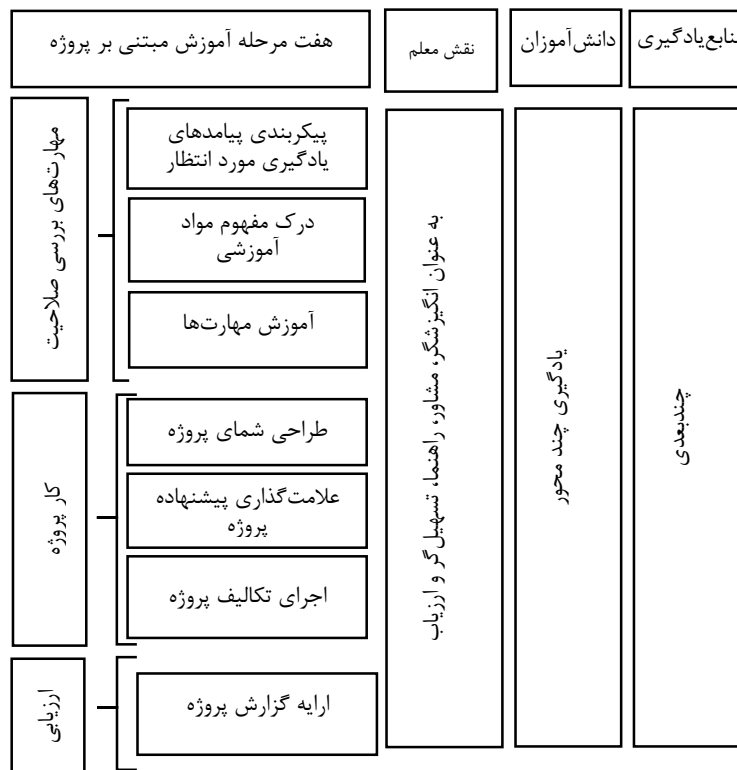 هفت مرحله آموزش مبتنی بر پروژه
نقش معلم
دانش‌آموزان
نابع‌یادگیری
مهارت‌های بررسی صلاحیت
پیکربندی پیامدهای
یادگیری مورد انتظار
درک مفهوم مواد
آموزشی
آموزش مهارت‌ها
کار پروژه
طراحی شمای پروژه
علامت‌گذاری پیشنهاده
پروژه
اجرای تکالیف پروژه
ارزیابی
ارایه گزارش پروژه
به عنوان انگیزشگر، مشاور، راهنما، تسهیل‌گر و ارزیاب
یادگیری چند محور
چندبعدی